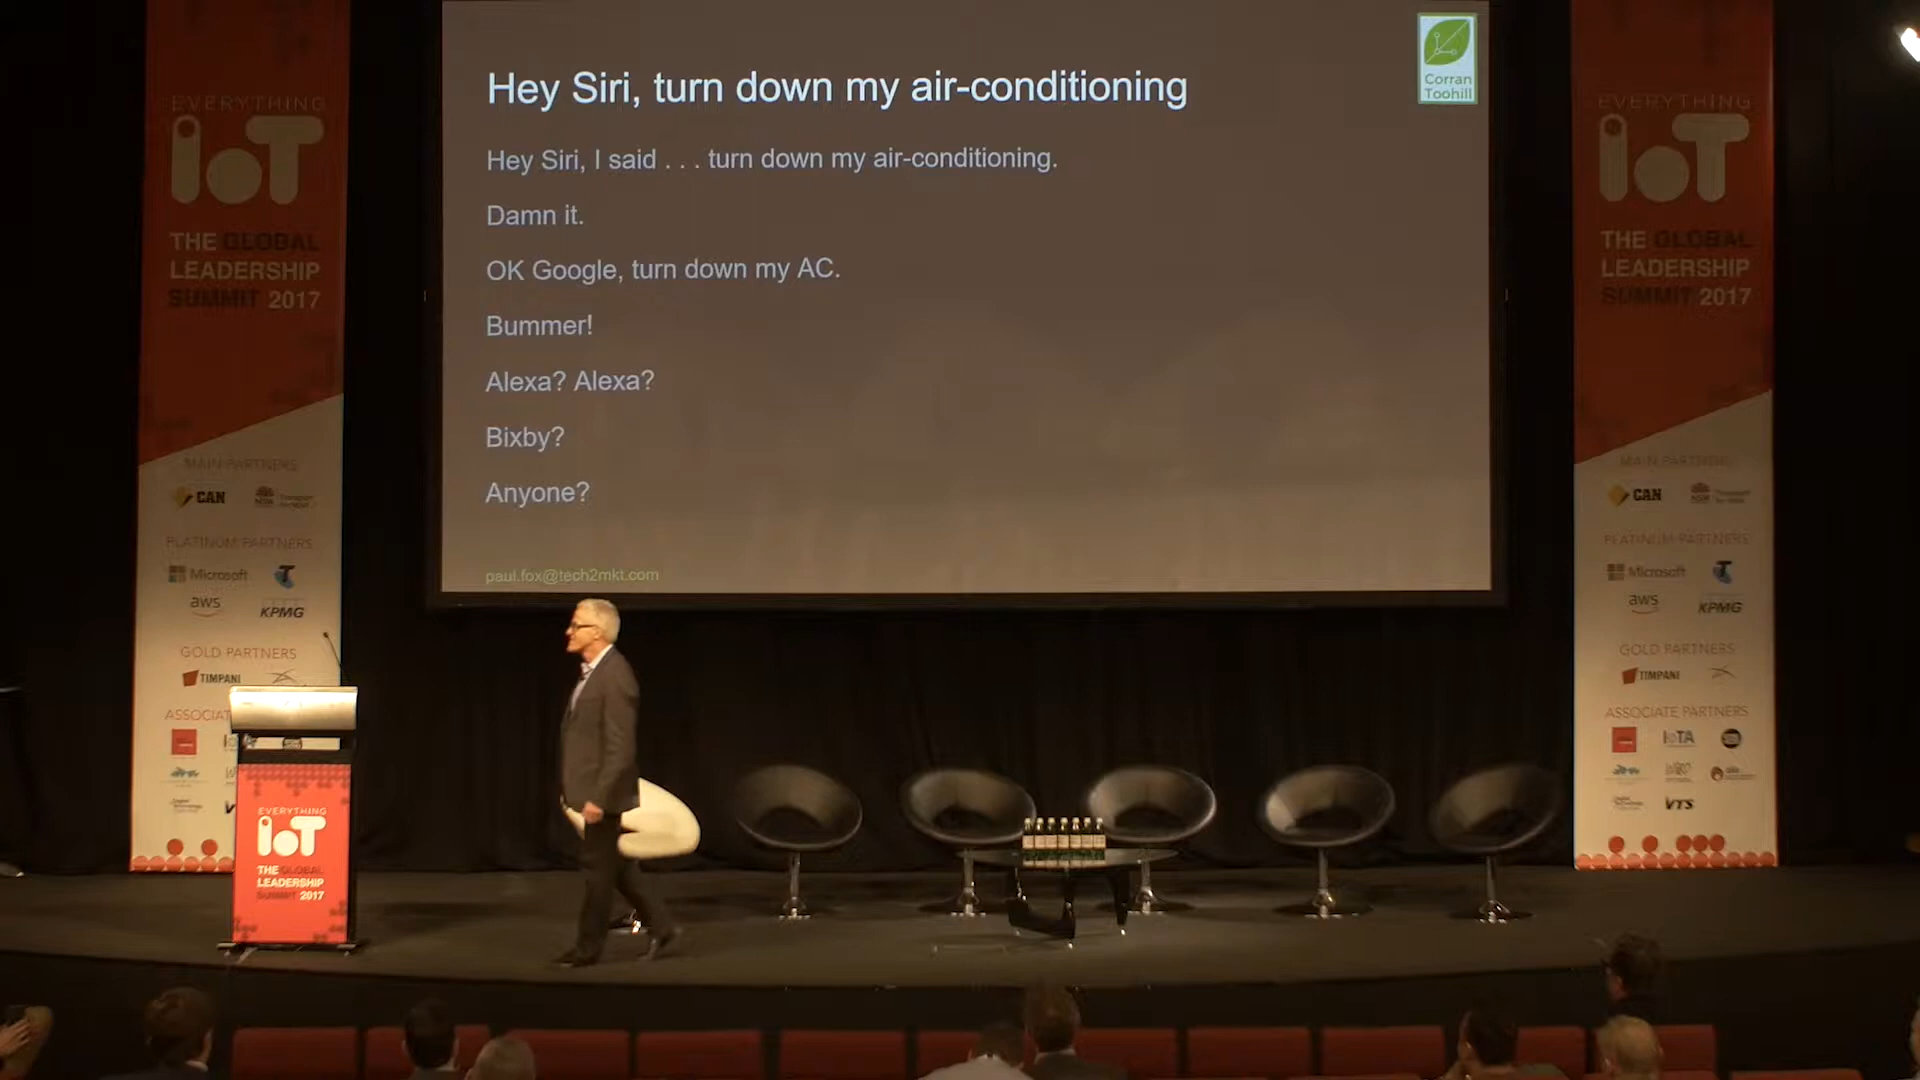 Hey Siri, turn down my air-conditioning
Hey Siri, I said . . . turn down my air-conditioning.
Damn it.
OK Google, turn down my AC.
Bummer!
Alexa? Alexa?
Bixby?
Anyone?
paul.fox@tech2mkt.com
Corran
Toohill
EVERYTHING
IoT
THE GLOBAL
LEADERSHIP
SUMMIT 2017
MAIN PARTNERS
CAN
PLATINUM PARTNERS
Microsoft
aws
KPMG
GOLD PARTNERS
TIMPANI
EVERYTHING
IoT
THE GLOBAL
LEADERSHIP
SUMMIT 2017
EVERYTHING
IoT
THE GLOBAL
LEADERSHIP
SUMMIT 2017
MAIN PARTNERS
CAN
PLATINUM PARTNERS
Microsoft
aws
KPMG
GOLD PARTNERS
TIMPANI
ASSOCIATE PARTNERS
VTS